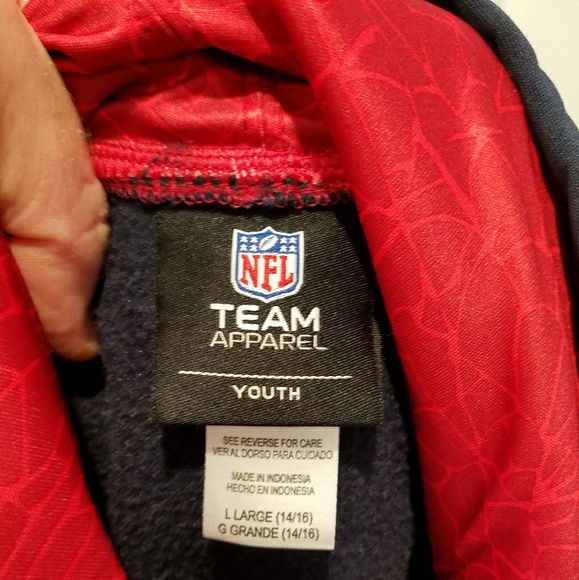 NFL
TEAM
APPAREL
YOUTH
SEE REVERSE FOR CARE
VER AL DORSO PARA CUIDADO
MADE IN INDONESIA
HECHO EN INDONESIA
L LARGE (14/16)
G GRANDE (14/16)